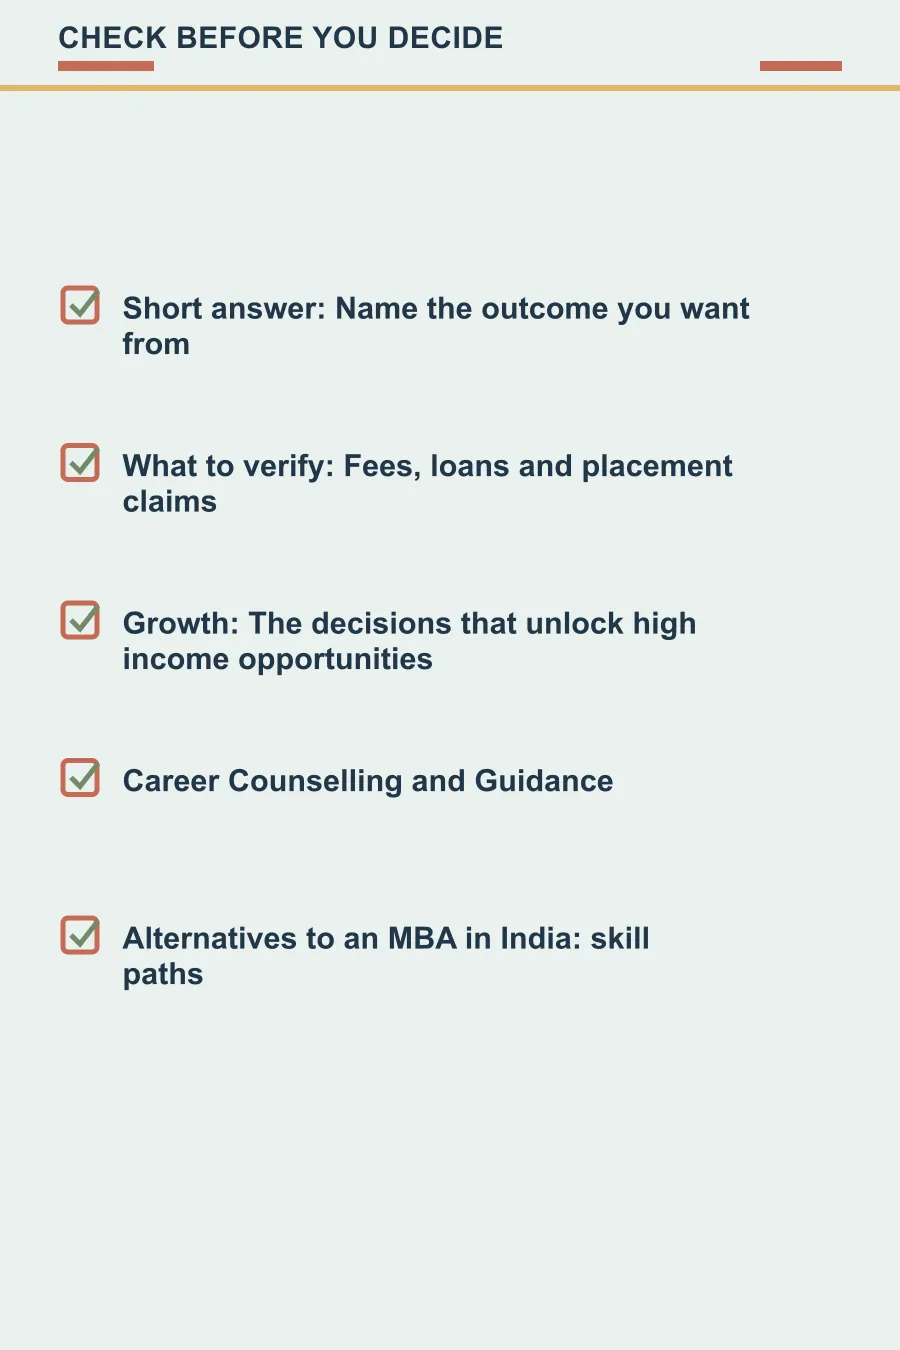 CHECK BEFORE YOU DECIDE
Short answer: Name the outcome you want
from
What to verify: Fees, loans and placement
claims
Growth: The decisions that unlock high
income opportunities
Career Counselling and Guidance
Alternatives to an MBA in India: skill
paths